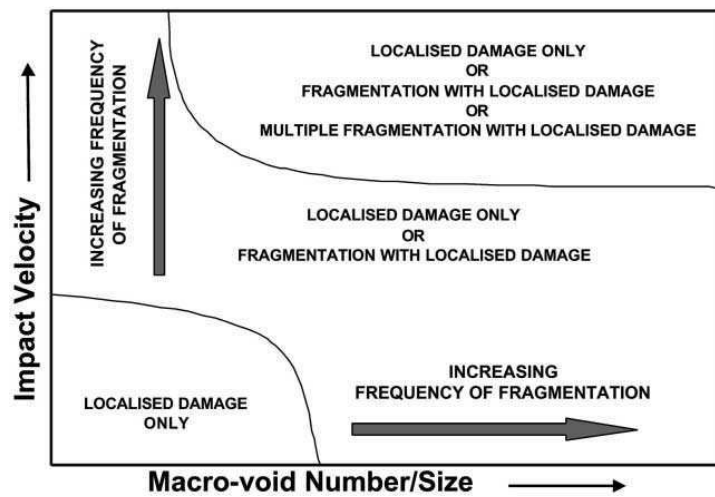 LOCALISED DAMAGE ONLY
OR
FRAGMENTATION WITH LOCALISED DAMAGE
OR
MULTIPLE FRAGMENTATION WITH LOCALISED DAMAGE
INCREASING FREQUENCY
OF FRAGMENTATION
LOCALISED DAMAGE ONLY
OR
FRAGMENTATION WITH LOCALISED DAMAGE
Impact Velocity
INCREASING
FREQUENCY OF FRAGMENTATION
LOCALISED DAMAGE
ONLY
Macro-void Number/Size